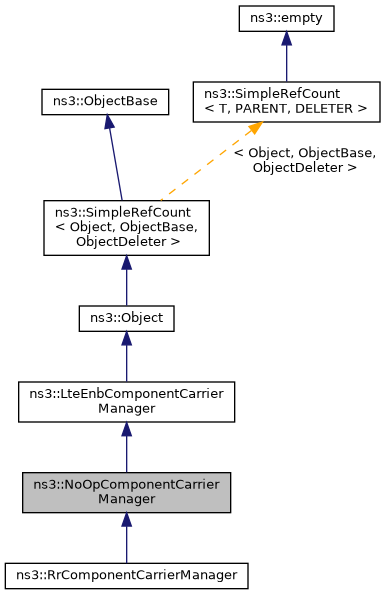 ns3::empty
ns3::SimpleRefCount
< T, PARENT, DELETER >
ns3::ObjectBase
< Object, ObjectBase,
ObjectDeleter >
ns3::SimpleRefCount
< Object, ObjectBase,
ObjectDeleter >
ns3::Object
ns3::LteEnbComponentCarrier
Manager
ns3::NoOpComponentCarrier
Manager
ns3::RrComponentCarrierManager